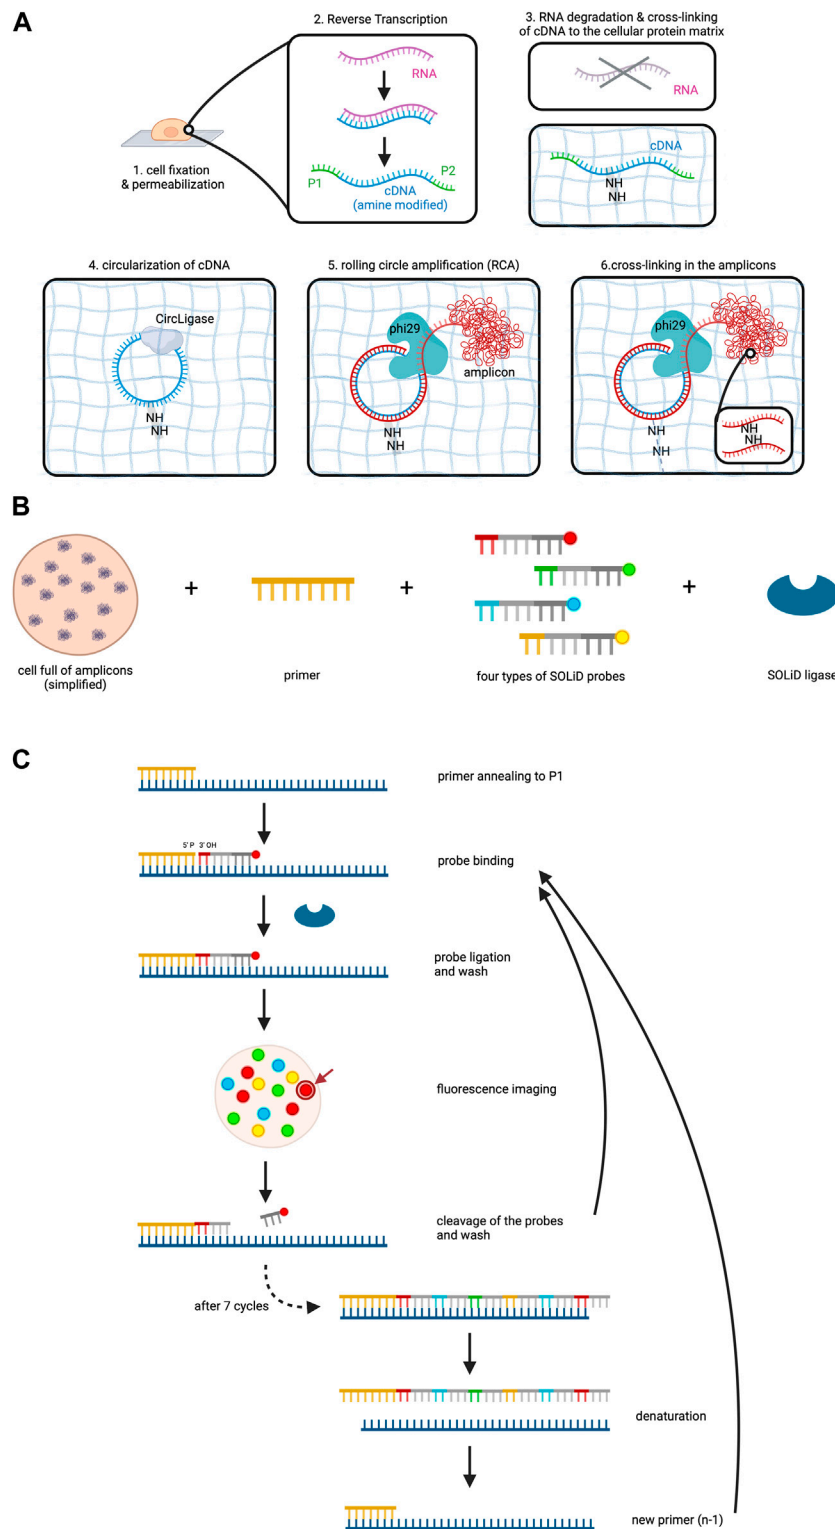 A
2. Reverse Transcription
3. RNA degradation & cross-linking
of cDNA to the cellular protein matrix
RNA
RNA
1. cell fixation
& permeabilization
P1
P2
cDNA
(amine modified)
cDNA
NH
NH
4. circularization of cDNA
5. rolling circle amplification (RCA)
6.cross-linking in the amplicons
CircLigase
NH
NH
phi29
amplicon
NH
NH
phi29
NH
NH
NH
NH
B
+
+
+
cell full of amplicons
(simplified)
primer
four types of SOLiD probes
SOLiD ligase
C
primer annealing to P1
5' P 3' OH
probe binding
probe ligation
and wash
fluorescence imaging
cleavage of the probes
and wash
after 7 cycles
denaturation
new primer (n-1)